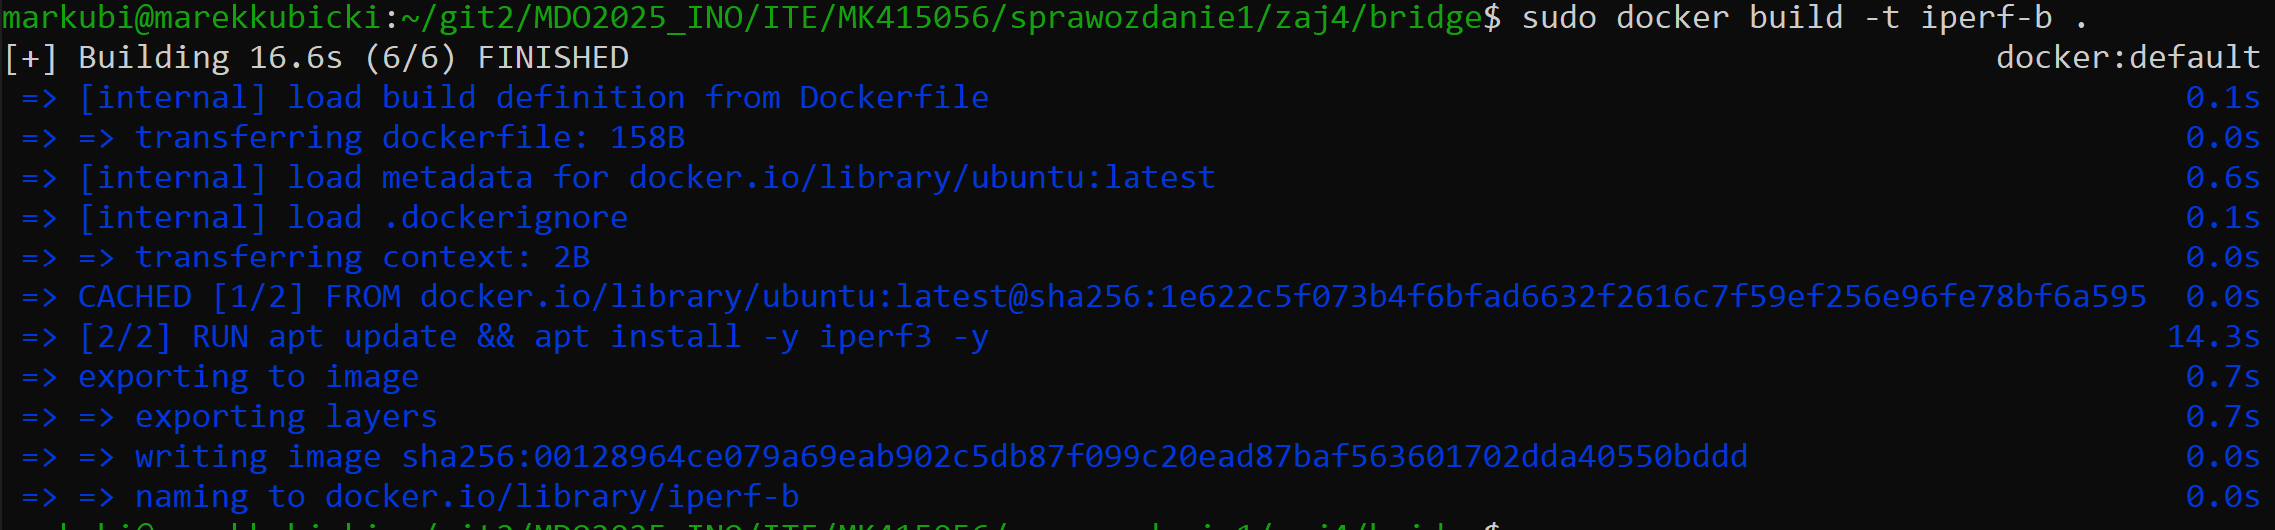 markubi@marekkubicki:~/git2/MDO2025_INO/ITE/MK415056/sprawozdanie1/zaj4/bridge$ sudo docker build -t iperf-b .
[+] Building 16.6s (6/6) FINISHED docker:default
=> [internal] load build definition from Dockerfile 0.1s
=> => transferring dockerfile: 158B 0.0s
=> [internal] load metadata for docker.io/library/ubuntu:latest 0.6s
=> [internal] load .dockerignore 0.1s
=> => transferring context: 2B 0.0s
=> CACHED [1/2] FROM docker.io/library/ubuntu:latest@sha256:1e622c5f073b4f6bfad6632f2616c7f59ef256e96fe78bf6a595 0.0s
=> [2/2] RUN apt update && apt install -y iperf3 -y 14.3s
=> exporting to image 0.7s
=> => exporting layers 0.7s
=> => writing image sha256:00128964ce079a69eab902c5db87f099c20ead87baf563601702dda40550bddd 0.0s
=> => naming to docker.io/library/iperf-b 0.0s